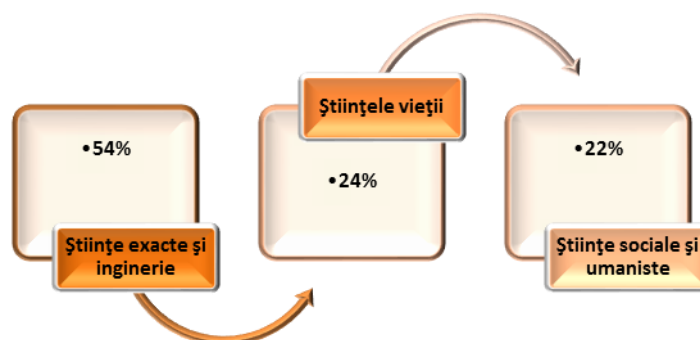 •54%
Ştiinţe exacte şi
inginerie
Ştiinţele vieţii
•24%
•22%
Ştiinţe sociale şi
umaniste